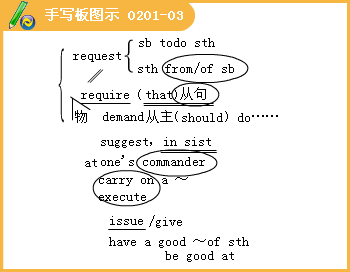 手写板图示 0201-03
sb todo sth
request
sth from/of sb
require (that)从句
物 demand从主(should) do……
suggest, in sist
at one's commander
carry on a ～
execute
issue /give
have a good ～of sth
be good at